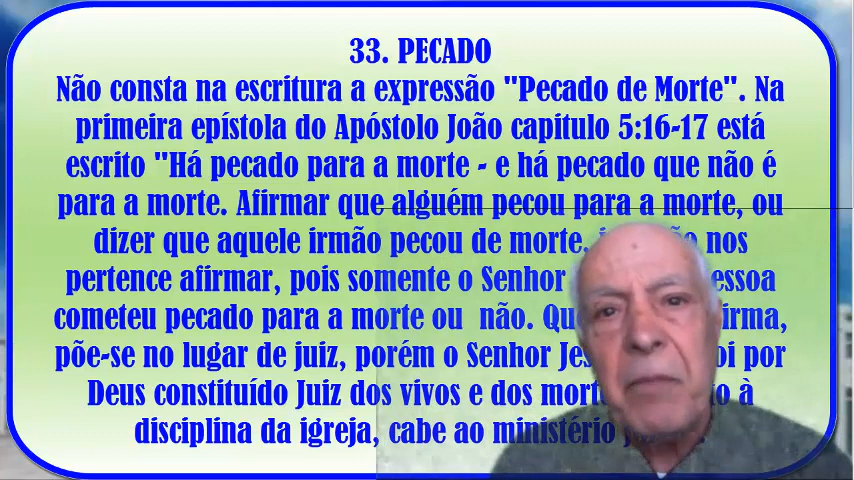 33. PECADO
Não consta na escritura a expressão "Pecado de Morte". Na
primeira epístola do Apóstolo João capitulo 5:16-17 está
escrito "Há pecado para a morte - e há pecado que não é
para a morte. Afirmar que alguém pecou para a morte, ou
dizer que aquele irmão pecou de morte, nos
pertence afirmar, pois somente o Senhor
cometeu pecado para a morte ou não.
põe-se no lugar de juiz, porém o Senhor por
Deus constituído Juiz dos vivos e dos à
disciplina da igreja, cabe ao ministério